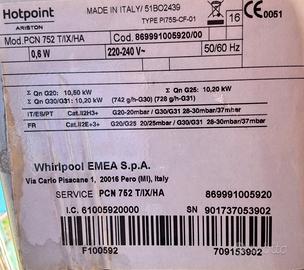 Hotpoint
ARISTON
MADE IN ITALY/ 51BO2439
TYPE PI75S-CF-01
16
CE0051
Mod.PCN 752 T/IX/HA
Cod. 869991005920/00
0,6 W
220-240 V~
50/60 Hz
Σ Qn G20: 10,50 kW
Σ Qn G25: 10,20 kW
Σ Qn G30/G31: 10,20 kW (742 g/h-G30) (728 g/h-G31)
IT/ES/PT Cat.II2H3+ G20-20mbar / G30/G31 28-30mbar/37mbar
FR Cat.II2E+3+ G20/G25 20/25mbar / G30/G31 28-30mbar/37mbar
Whirlpool EMEA S.p.A.
Via Carlo Pisacane 1, 20016 Pero (MI), Italy
SERVICE PCN 752 T/IX/HA 869991005920
I.C. 61005920000 SN 901737053902
F100592 709153902